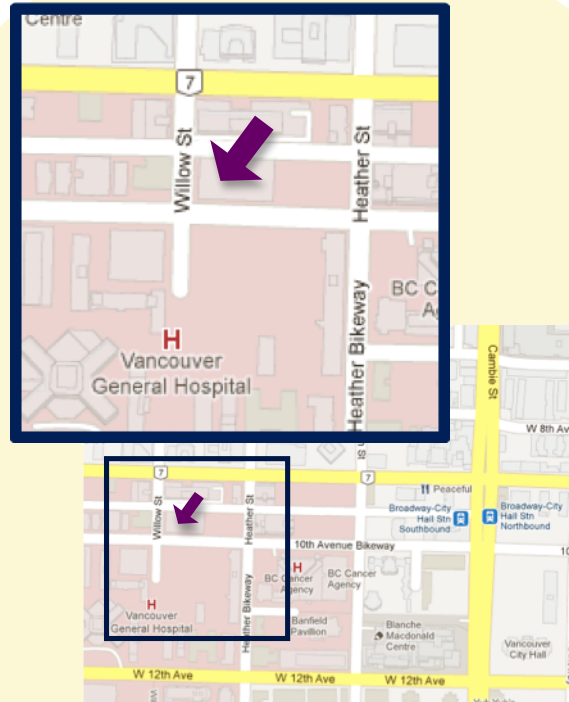 Centre
7
Willow St
Heather St
BC C
Ag
H
Vancouver
General Hospital
Heather Bikeway
Cambie St
W 8th Av
St
7
7
Peaceful
Broadway-City
Hall Stn
Southbound
Broadway-City
Hall Stn
Northbound
Willow St
Heather St
10th Avenue Bikeway
10
H
BC Cancer
Agency
BC Cancer
Agency
H
Vancouver
General Hospital
Heather Bikeway
Banfield
Pavilion
Blanche
Macdonald
Centre
Vancouver
City Hall
W 12th Ave
W 12th Ave
W 12th Ave